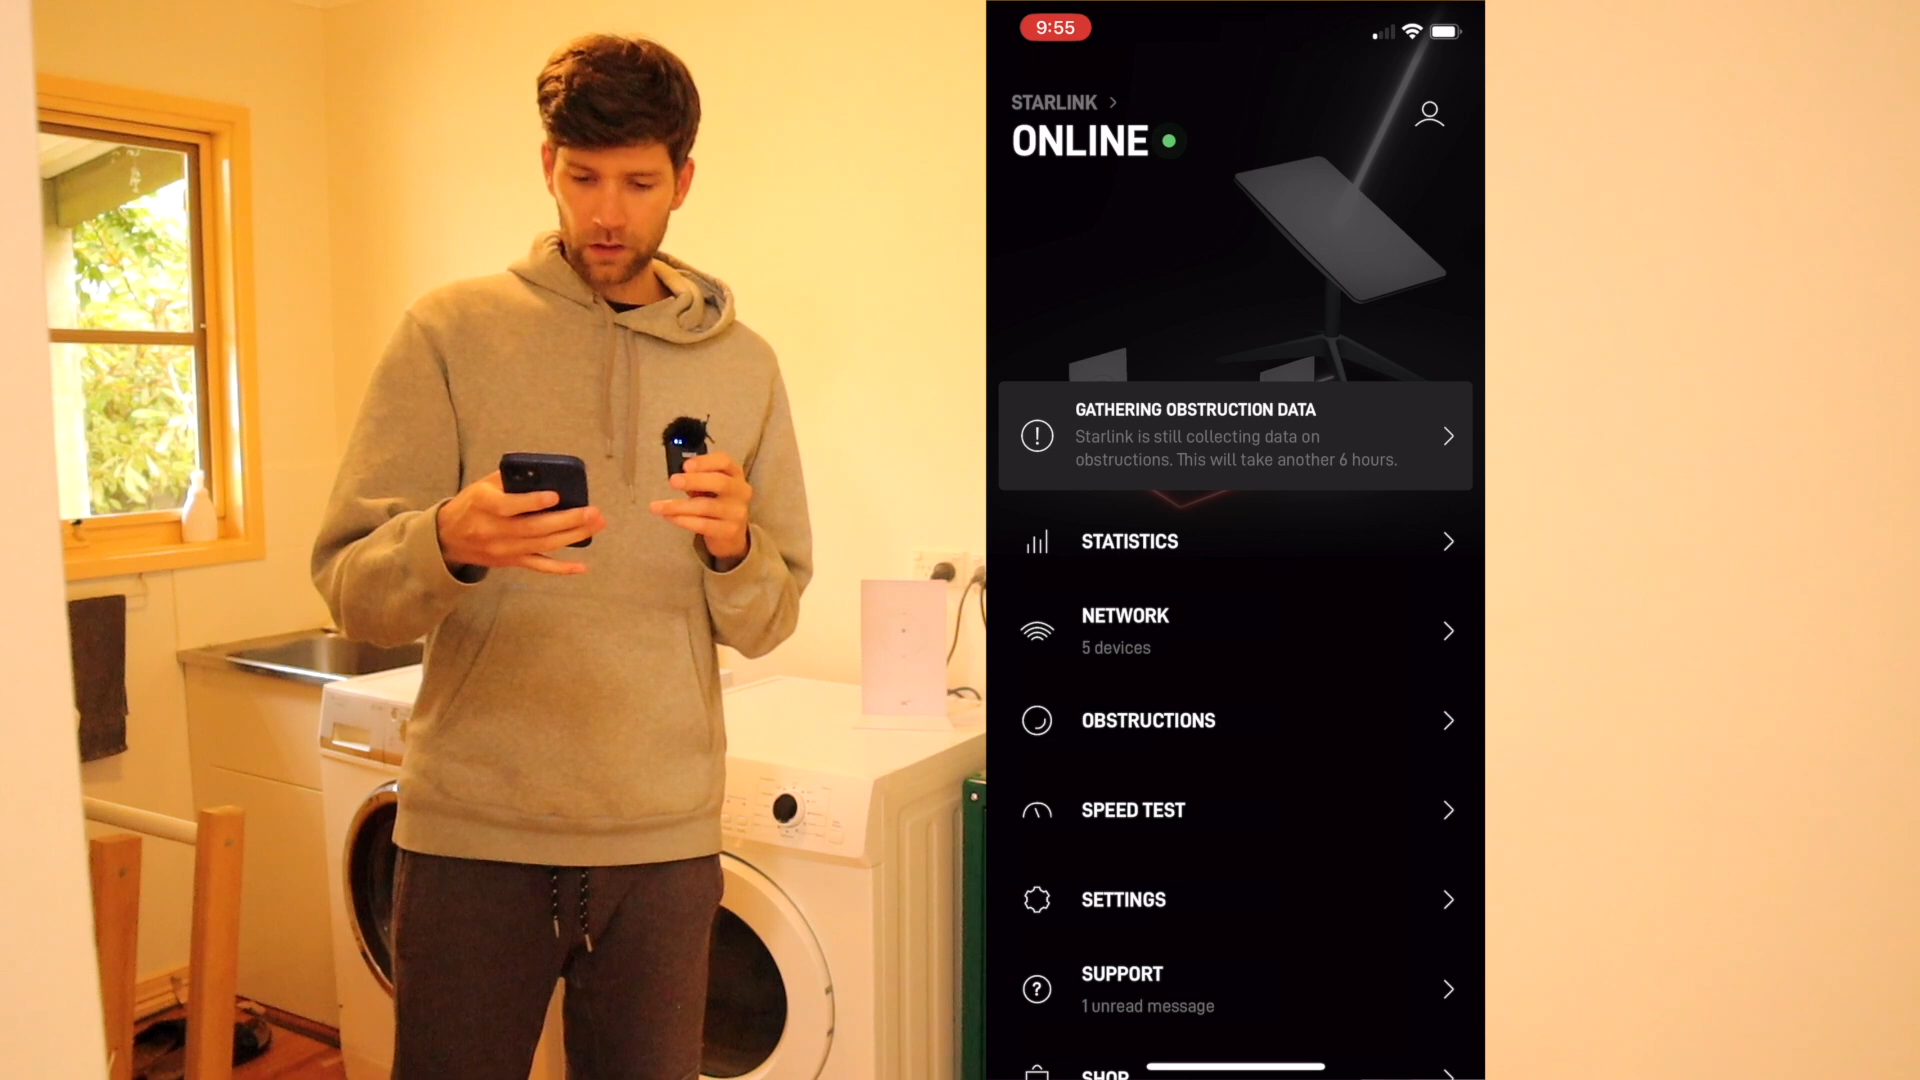 9:55
STARLINK
ONLINE
GATHERING OBSTRUCTION DATA
Starlink is still collecting data on
obstructions. This will take another 6 hours.
STATISTICS
NETWORK
5 devices
OBSTRUCTIONS
SPEED TEST
SETTINGS
SUPPORT
1 unread message
SHOP